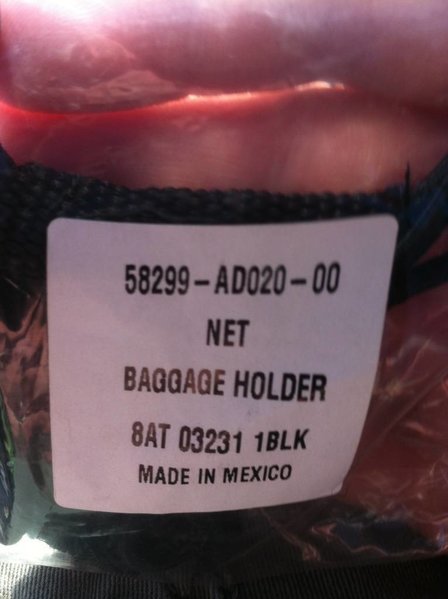 58299-AD020-00
NET
BAGGAGE HOLDER
8AT 03231 1BLK
MADE IN MEXICO